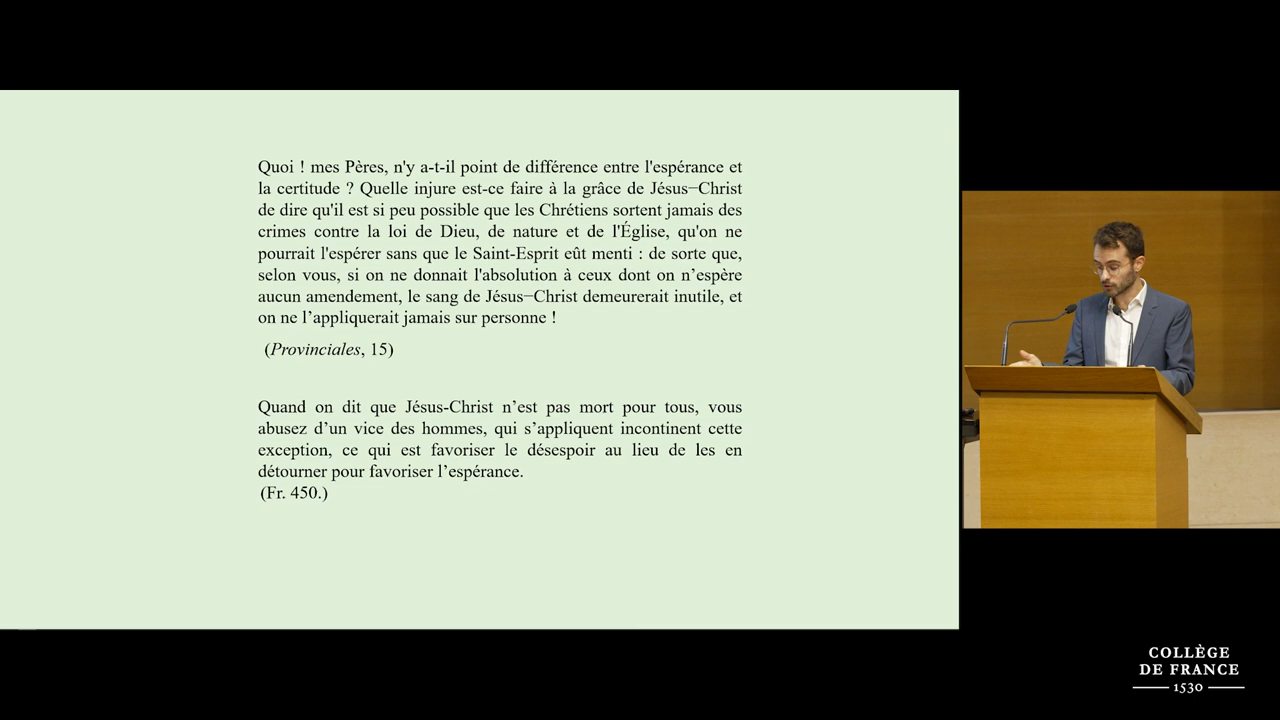 Quoi ! mes Pères, n'y a-t-il point de différence entre l'espérance et
la certitude ? Quelle injure est-ce faire à la grâce de Jésus−Christ
de dire qu'il est si peu possible que les Chrétiens sortent jamais des
crimes contre la loi de Dieu, de nature et de l'Église, qu'on ne
pourrait l'espérer sans que le Saint-Esprit eût menti : de sorte que,
selon vous, si on ne donnait l'absolution à ceux dont on n’espère
aucun amendement, le sang de Jésus−Christ demeurerait inutile, et
on ne l’appliquerait jamais sur personne !
(Provinciales, 15)
Quand on dit que Jésus-Christ n’est pas mort pour tous, vous
abusez d’un vice des hommes, qui s’appliquent incontinent cette
exception, ce qui est favoriser le désespoir au lieu de les en
détourner pour favoriser l’espérance.
(Fr. 450.)
COLLÈGE
DE FRANCE
1530